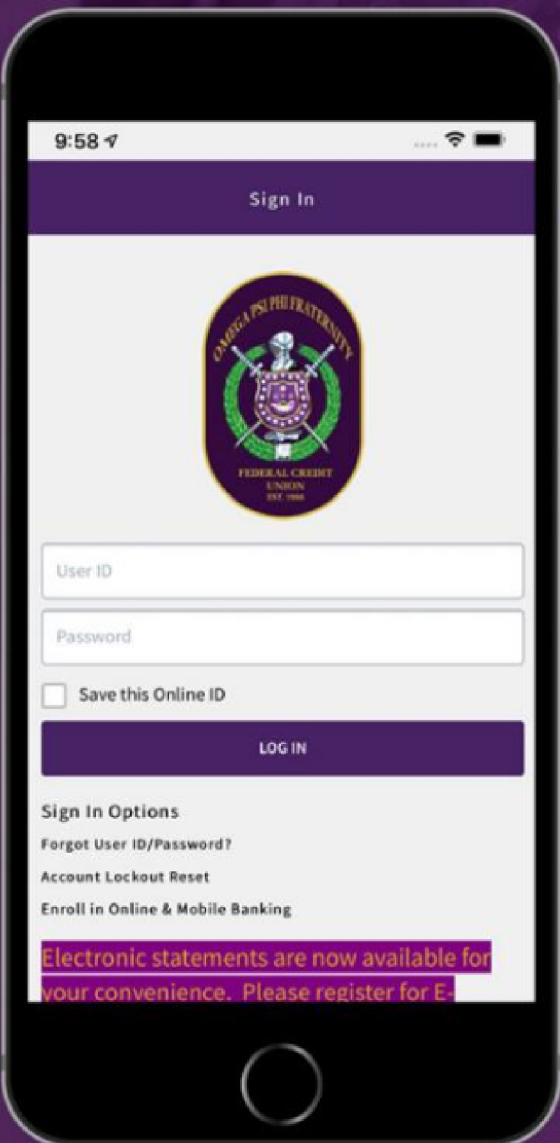 9:58
Sign In
OMEGA PSI PHI FRATERNITY
FEDERAL CREDIT
UNION
EST. 1986
User ID
Password
Save this Online ID
LOG IN
Sign In Options
Forgot User ID/Password?
Account Lockout Reset
Enroll in Online & Mobile Banking
Electronic statements are now available for
your convenience. Please register for E-